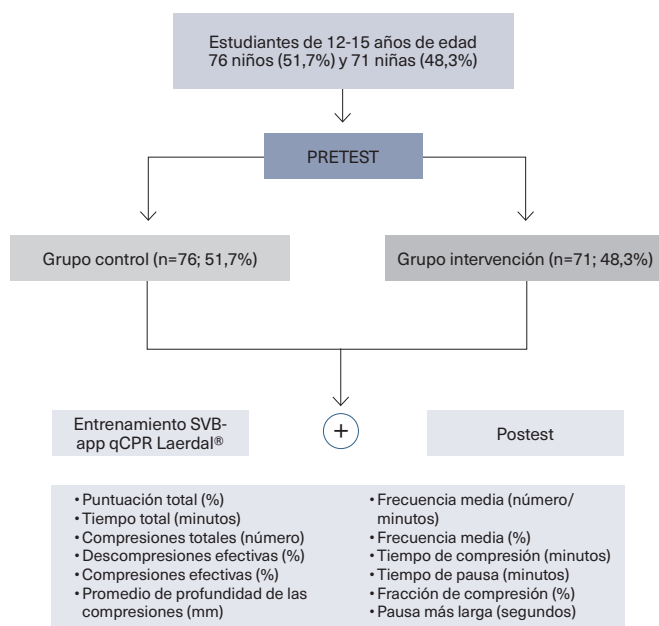 Estudiantes de 12-15 años de edad
76 niños (51,7%) y 71 niñas (48,3%)
PRETEST
Grupo control (n=76; 51,7%)
Grupo intervención (n=71; 48,3%)
Entrenamiento SVB-
app qCPR Laerdal®
+
Postest
• Puntuación total (%)
• Tiempo total (minutos)
• Compresiones totales (número)
• Descompresiones efectivas (%)
• Compresiones efectivas (%)
• Promedio de profundidad de las
compresiones (mm)
• Frecuencia media (número/
minutos)
• Frecuencia media (%)
• Tiempo de compresión (minutos)
• Tiempo de pausa (minutos)
• Fracción de compresión (%)
• Pausa más larga (segundos)